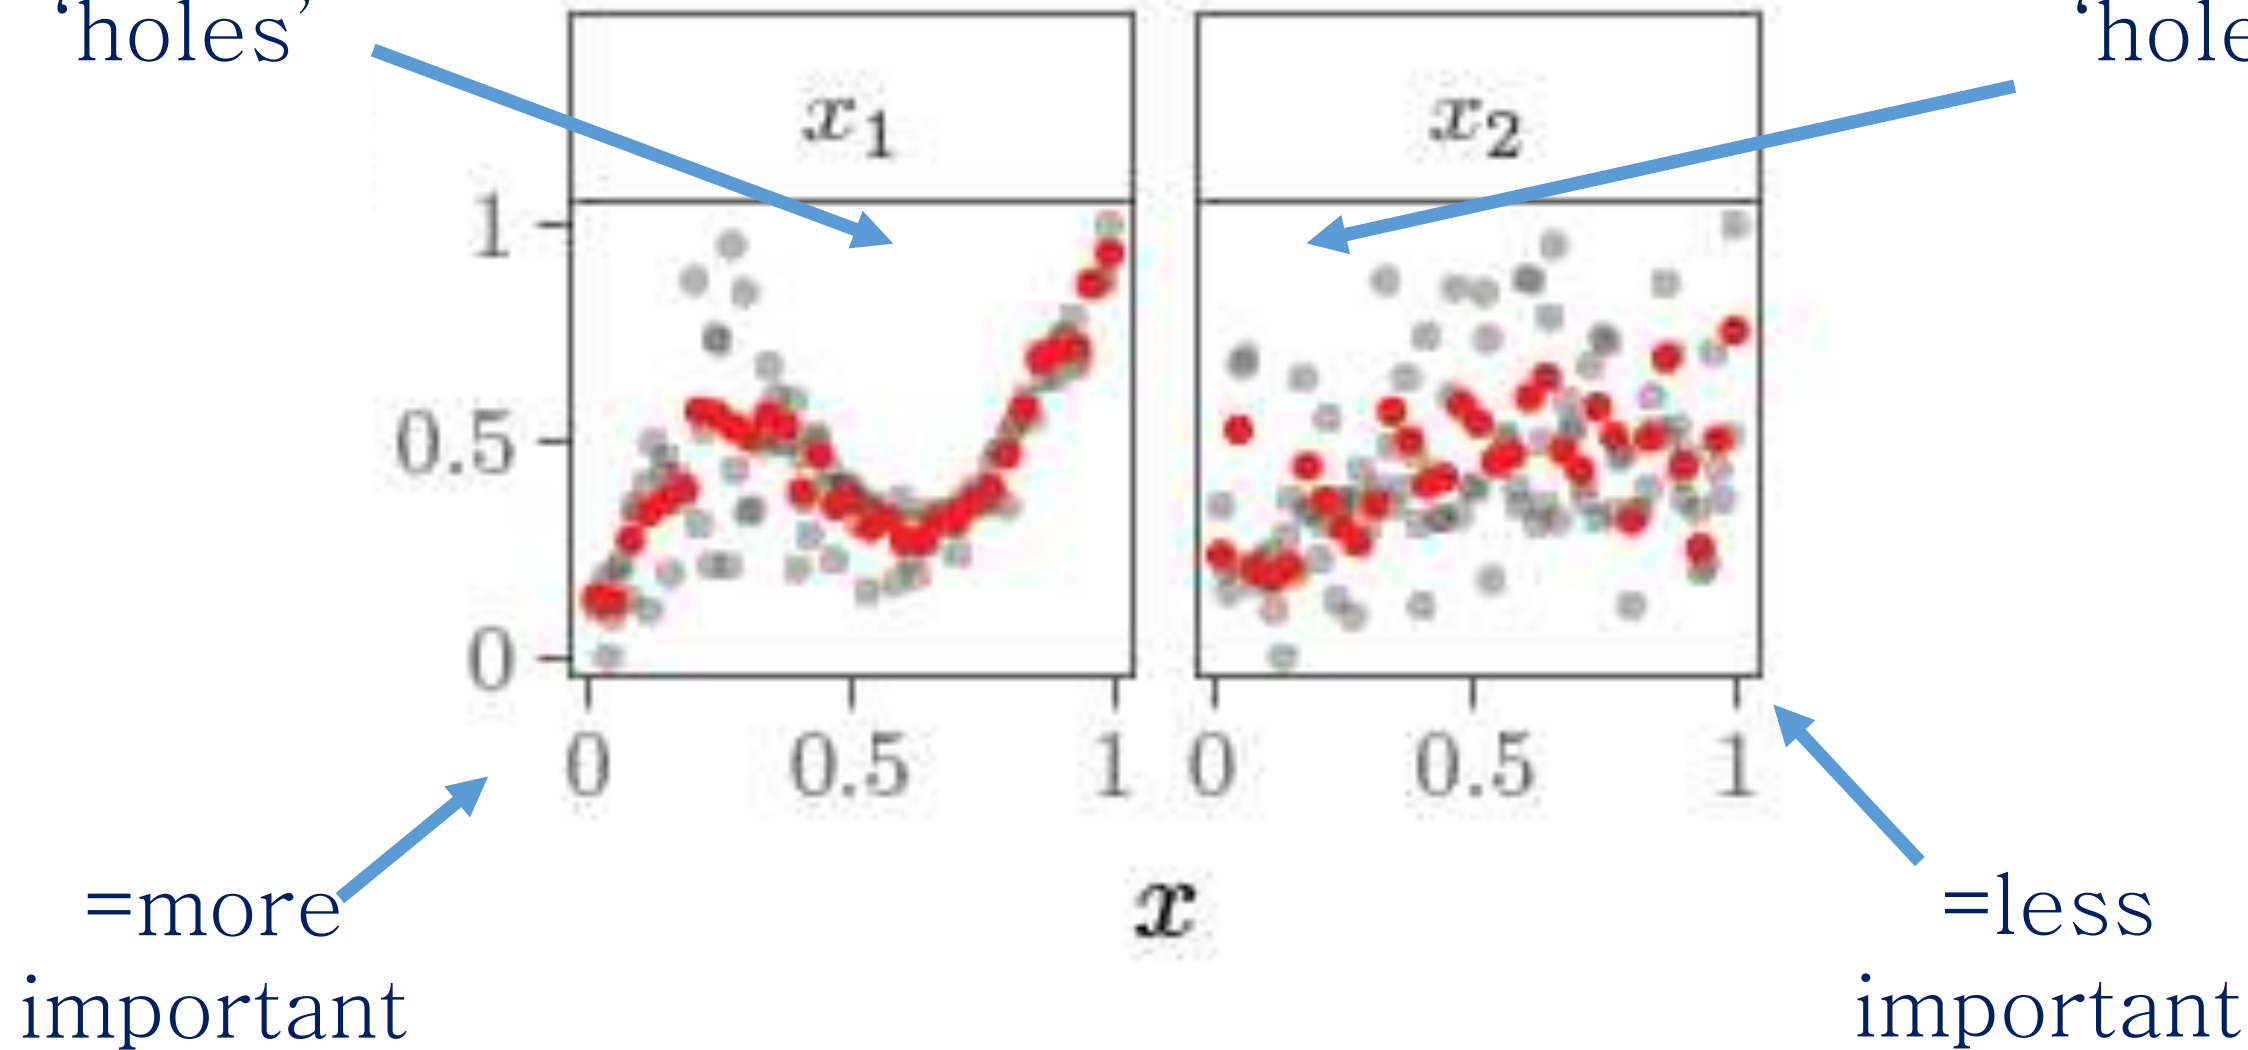 ‘holes’
‘hole
x₁
x₂
1
0.5
0
0 0.5 1
0 0.5 1
x
=more
important
=less
important